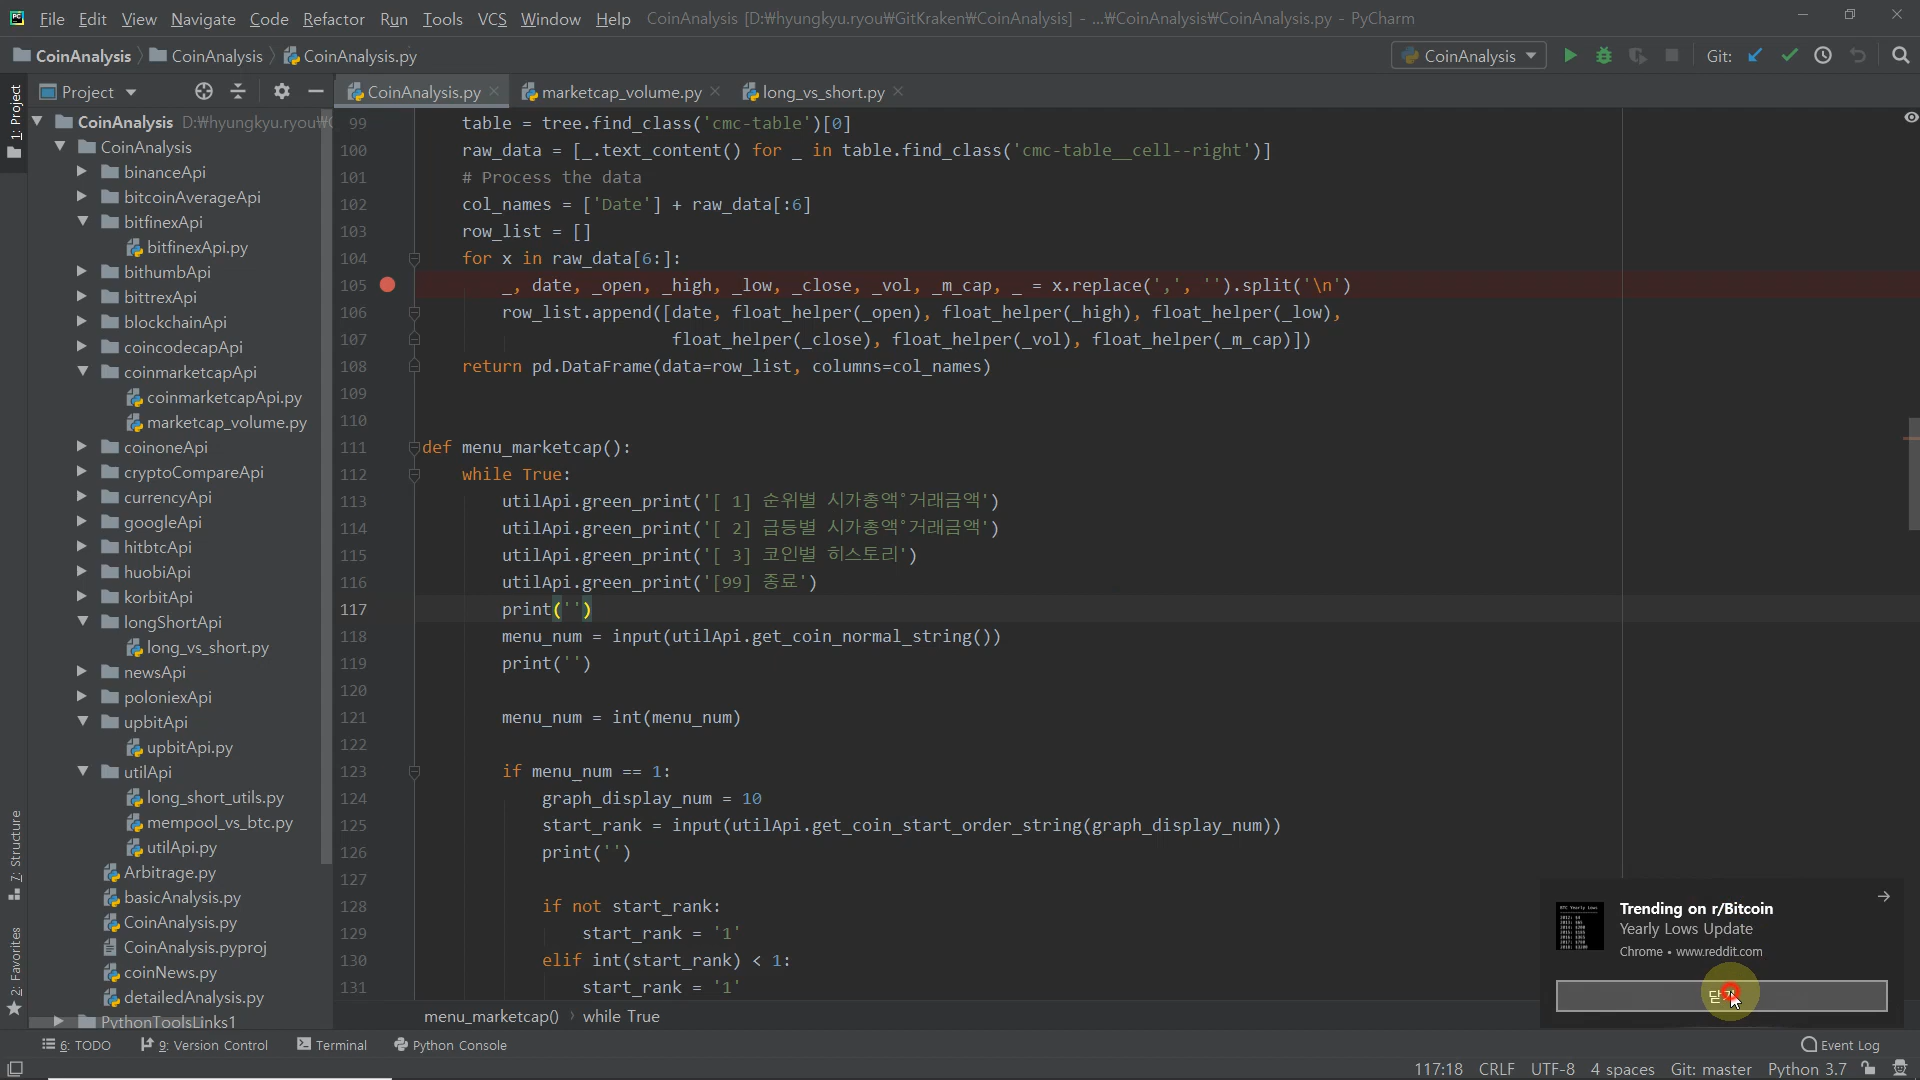 File Edit View Navigate Code Refactor Run Tools VCS Window Help CoinAnalysis [D:₩hyungkyu.ryou₩GitKraken₩CoinAnalysis] - ...₩CoinAnalysis₩CoinAnalysis.py - PyCharm
CoinAnalysis CoinAnalysis CoinAnalysis.py CoinAnalysis Git:
1: Project
Project CoinAnalysis.py marketcap_volume.py long_vs_short.py
CoinAnalysis D:₩hyungkyu.ryou₩
CoinAnalysis
binanceApi
bitcoinAverageApi
bitfinexApi
bitfinexApi.py
bithumbApi
bittrexApi
blockchainApi
coincodecapApi
coinmarketcapApi
coinmarketcapApi.py
marketcap_volume.py
coinoneApi
cryptoCompareApi
currencyApi
googleApi
hitbtcApi
huobiApi
korbitApi
longShortApi
long_vs_short.py
newsApi
poloniexApi
upbitApi
upbitApi.py
utilApi
long_short_utils.py
mempool_vs_btc.py
utilApi.py
Arbitrage.py
basicAnalysis.py
CoinAnalysis.py
CoinAnalysis.pyproj
coinNews.py
detailedAnalysis.py
PythonToolsLinks1
7: Structure
2: Favorites
99 table = tree.find_class('cmc-table')[0]
100 raw_data = [_.text_content() for _ in table.find_class('cmc-table__cell--right')]
101 # Process the data
102 col_names = ['Date'] + raw_data[:6]
103 row_list = []
104 for x in raw_data[6:]:
105 _, date, _open, _high, _low, _close, _vol, _m_cap, _ = x.replace(',', '').split('\n')
106 row_list.append([date, float_helper(_open), float_helper(_high), float_helper(_low),
107 float_helper(_close), float_helper(_vol), float_helper(_m_cap)])
108 return pd.DataFrame(data=row_list, columns=col_names)
109
110
111 def menu_marketcap():
112 while True:
113 utilApi.green_print('[ 1] 순위별 시가총액°거래금액')
114 utilApi.green_print('[ 2] 급등별 시가총액°거래금액')
115 utilApi.green_print('[ 3] 코인별 히스토리')
116 utilApi.green_print('[99] 종료')
117 print('')
118 menu_num = input(utilApi.get_coin_normal_string())
119 print('')
120
121 menu_num = int(menu_num)
122
123 if menu_num == 1:
124 graph_display_num = 10
125 start_rank = input(utilApi.get_coin_start_order_string(graph_display_num))
126 print('')
127
128 if not start_rank:
129 start_rank = '1'
130 elif int(start_rank) < 1:
131 start_rank = '1'
menu_marketcap() while True
Trending on r/Bitcoin
Yearly Lows Update
Chrome • www.reddit.com
6: TODO 9: Version Control Terminal Python Console Event Log
117:18 CRLF UTF-8 4 spaces Git: master Python 3.7